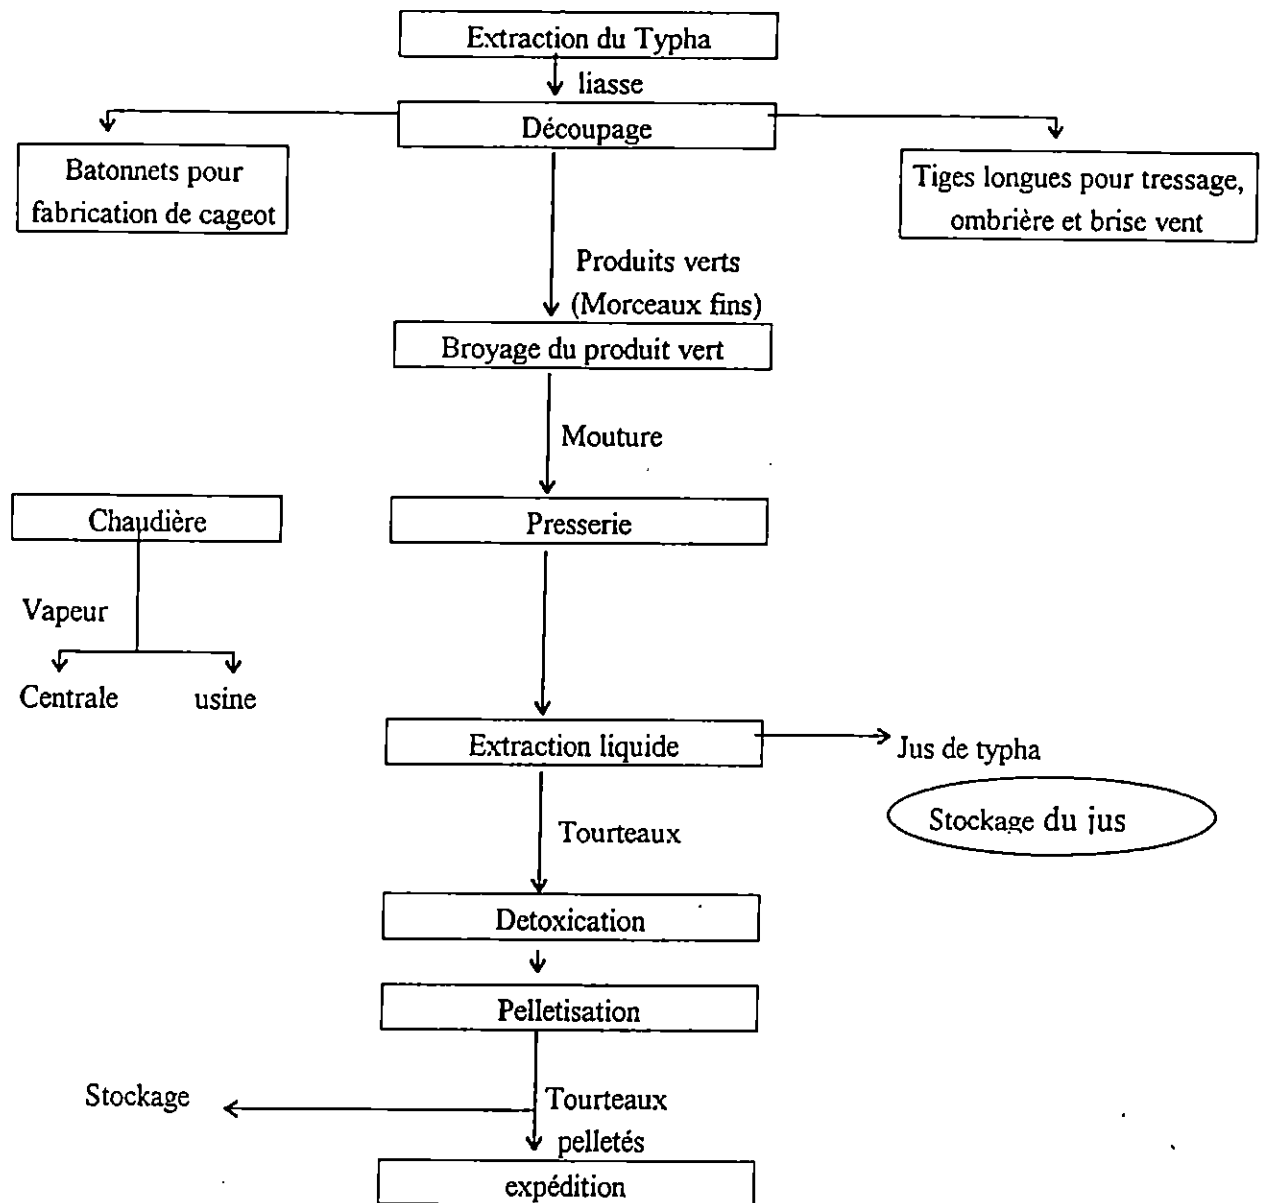 Extraction du Typha
liasse
Découpage
Batonnets pour
fabrication de cageot
Tiges longues pour tressage,
ombrière et brise vent
Produits verts
(Morceaux fins)
Broyage du produit vert
Mouture
Chaudière
Presserie
Vapeur
Centrale usine
Extraction liquide
Jus de typha
Stockage du jus
Tourteaux
Detoxication
Pelletisation
Stockage
Tourteaux
pelletés
expédition